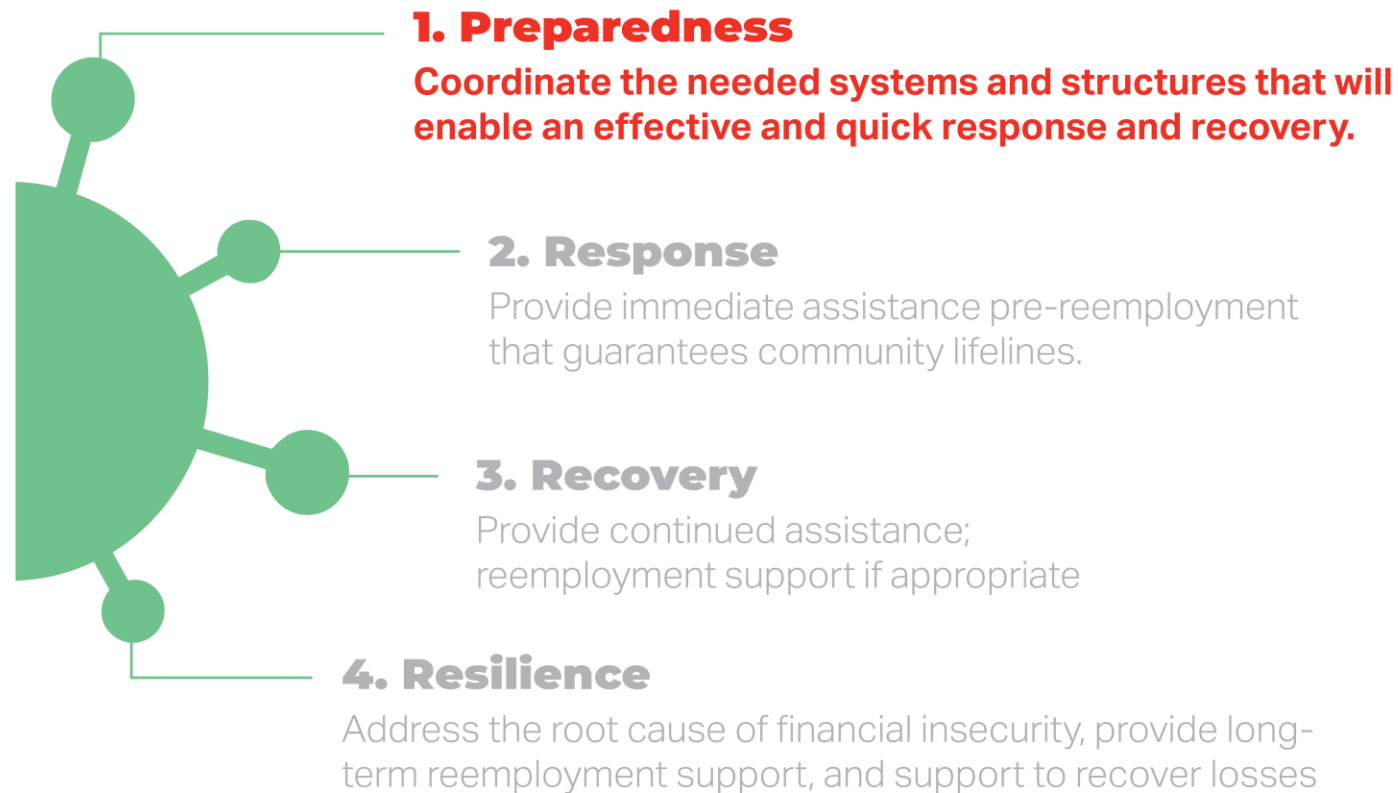 1. Preparedness
Coordinate the needed systems and structures that will
enable an effective and quick response and recovery.
2. Response
Provide immediate assistance pre-reemployment
that guarantees community lifelines.
3. Recovery
Provide continued assistance;
reemployment support if appropriate
4. Resilience
Address the root cause of financial insecurity, provide long-
term reemployment support, and support to recover losses